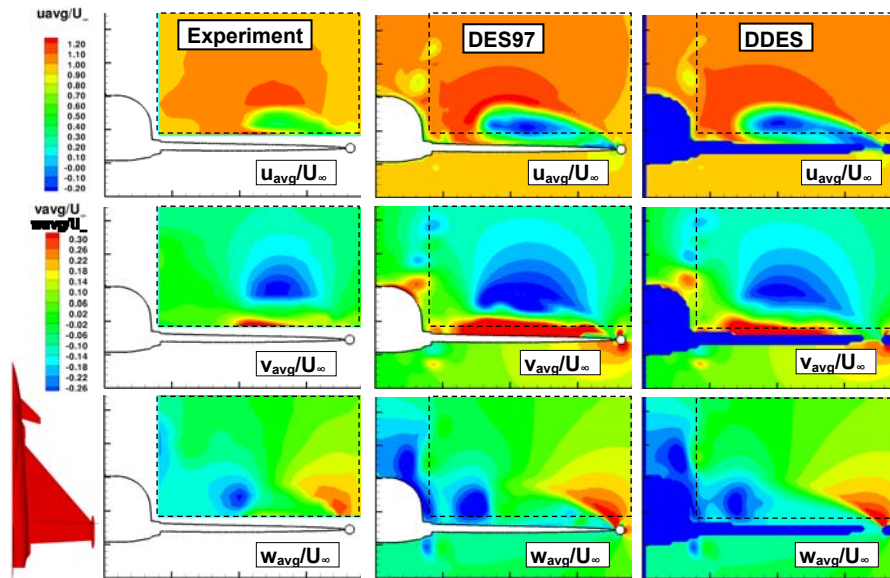 uavg/U_
Experiment
DES97
DDES
1.20
1.10
1.00
0.90
0.80
0.70
0.60
0.50
0.40
0.30
0.20
0.10
-0.00
-0.10
-0.20
uavg/U∞
uavg/U∞
uavg/U∞
vavg/U_
0.30
0.26
0.22
0.18
0.14
0.10
0.06
0.02
-0.02
-0.06
-0.10
-0.14
-0.18
-0.22
-0.26
vavg/U∞
vavg/U∞
vavg/U∞
wavg/U∞
wavg/U∞
wavg/U∞